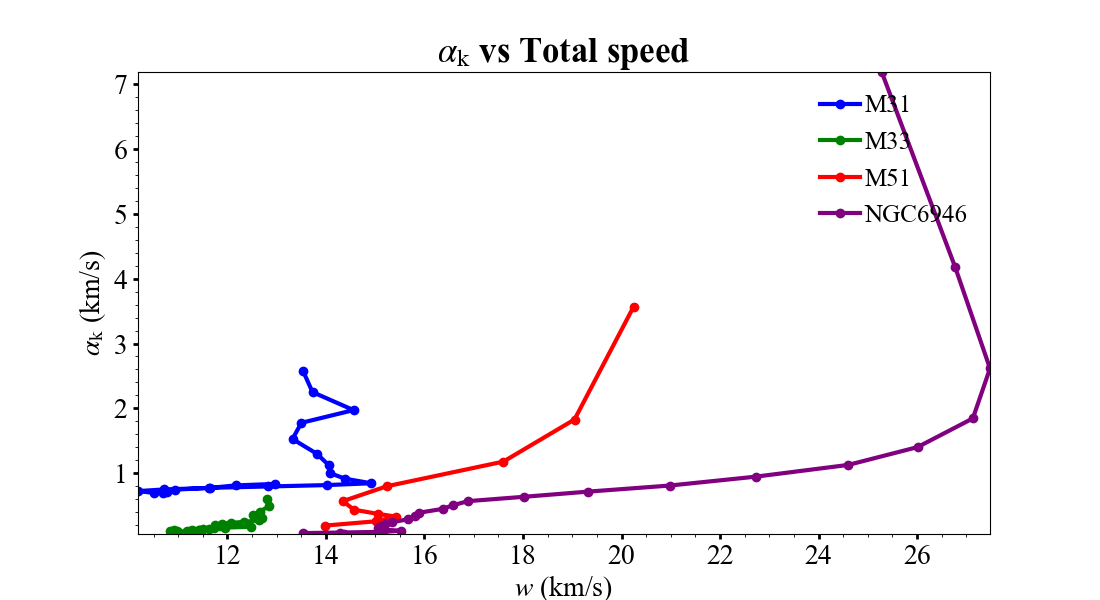 αk vs Total speed
7
6
5
4
3
2
1
αk (km/s)
M31
M33
M51
NGC6946
12 14 16 18 20 22 24 26
w (km/s)